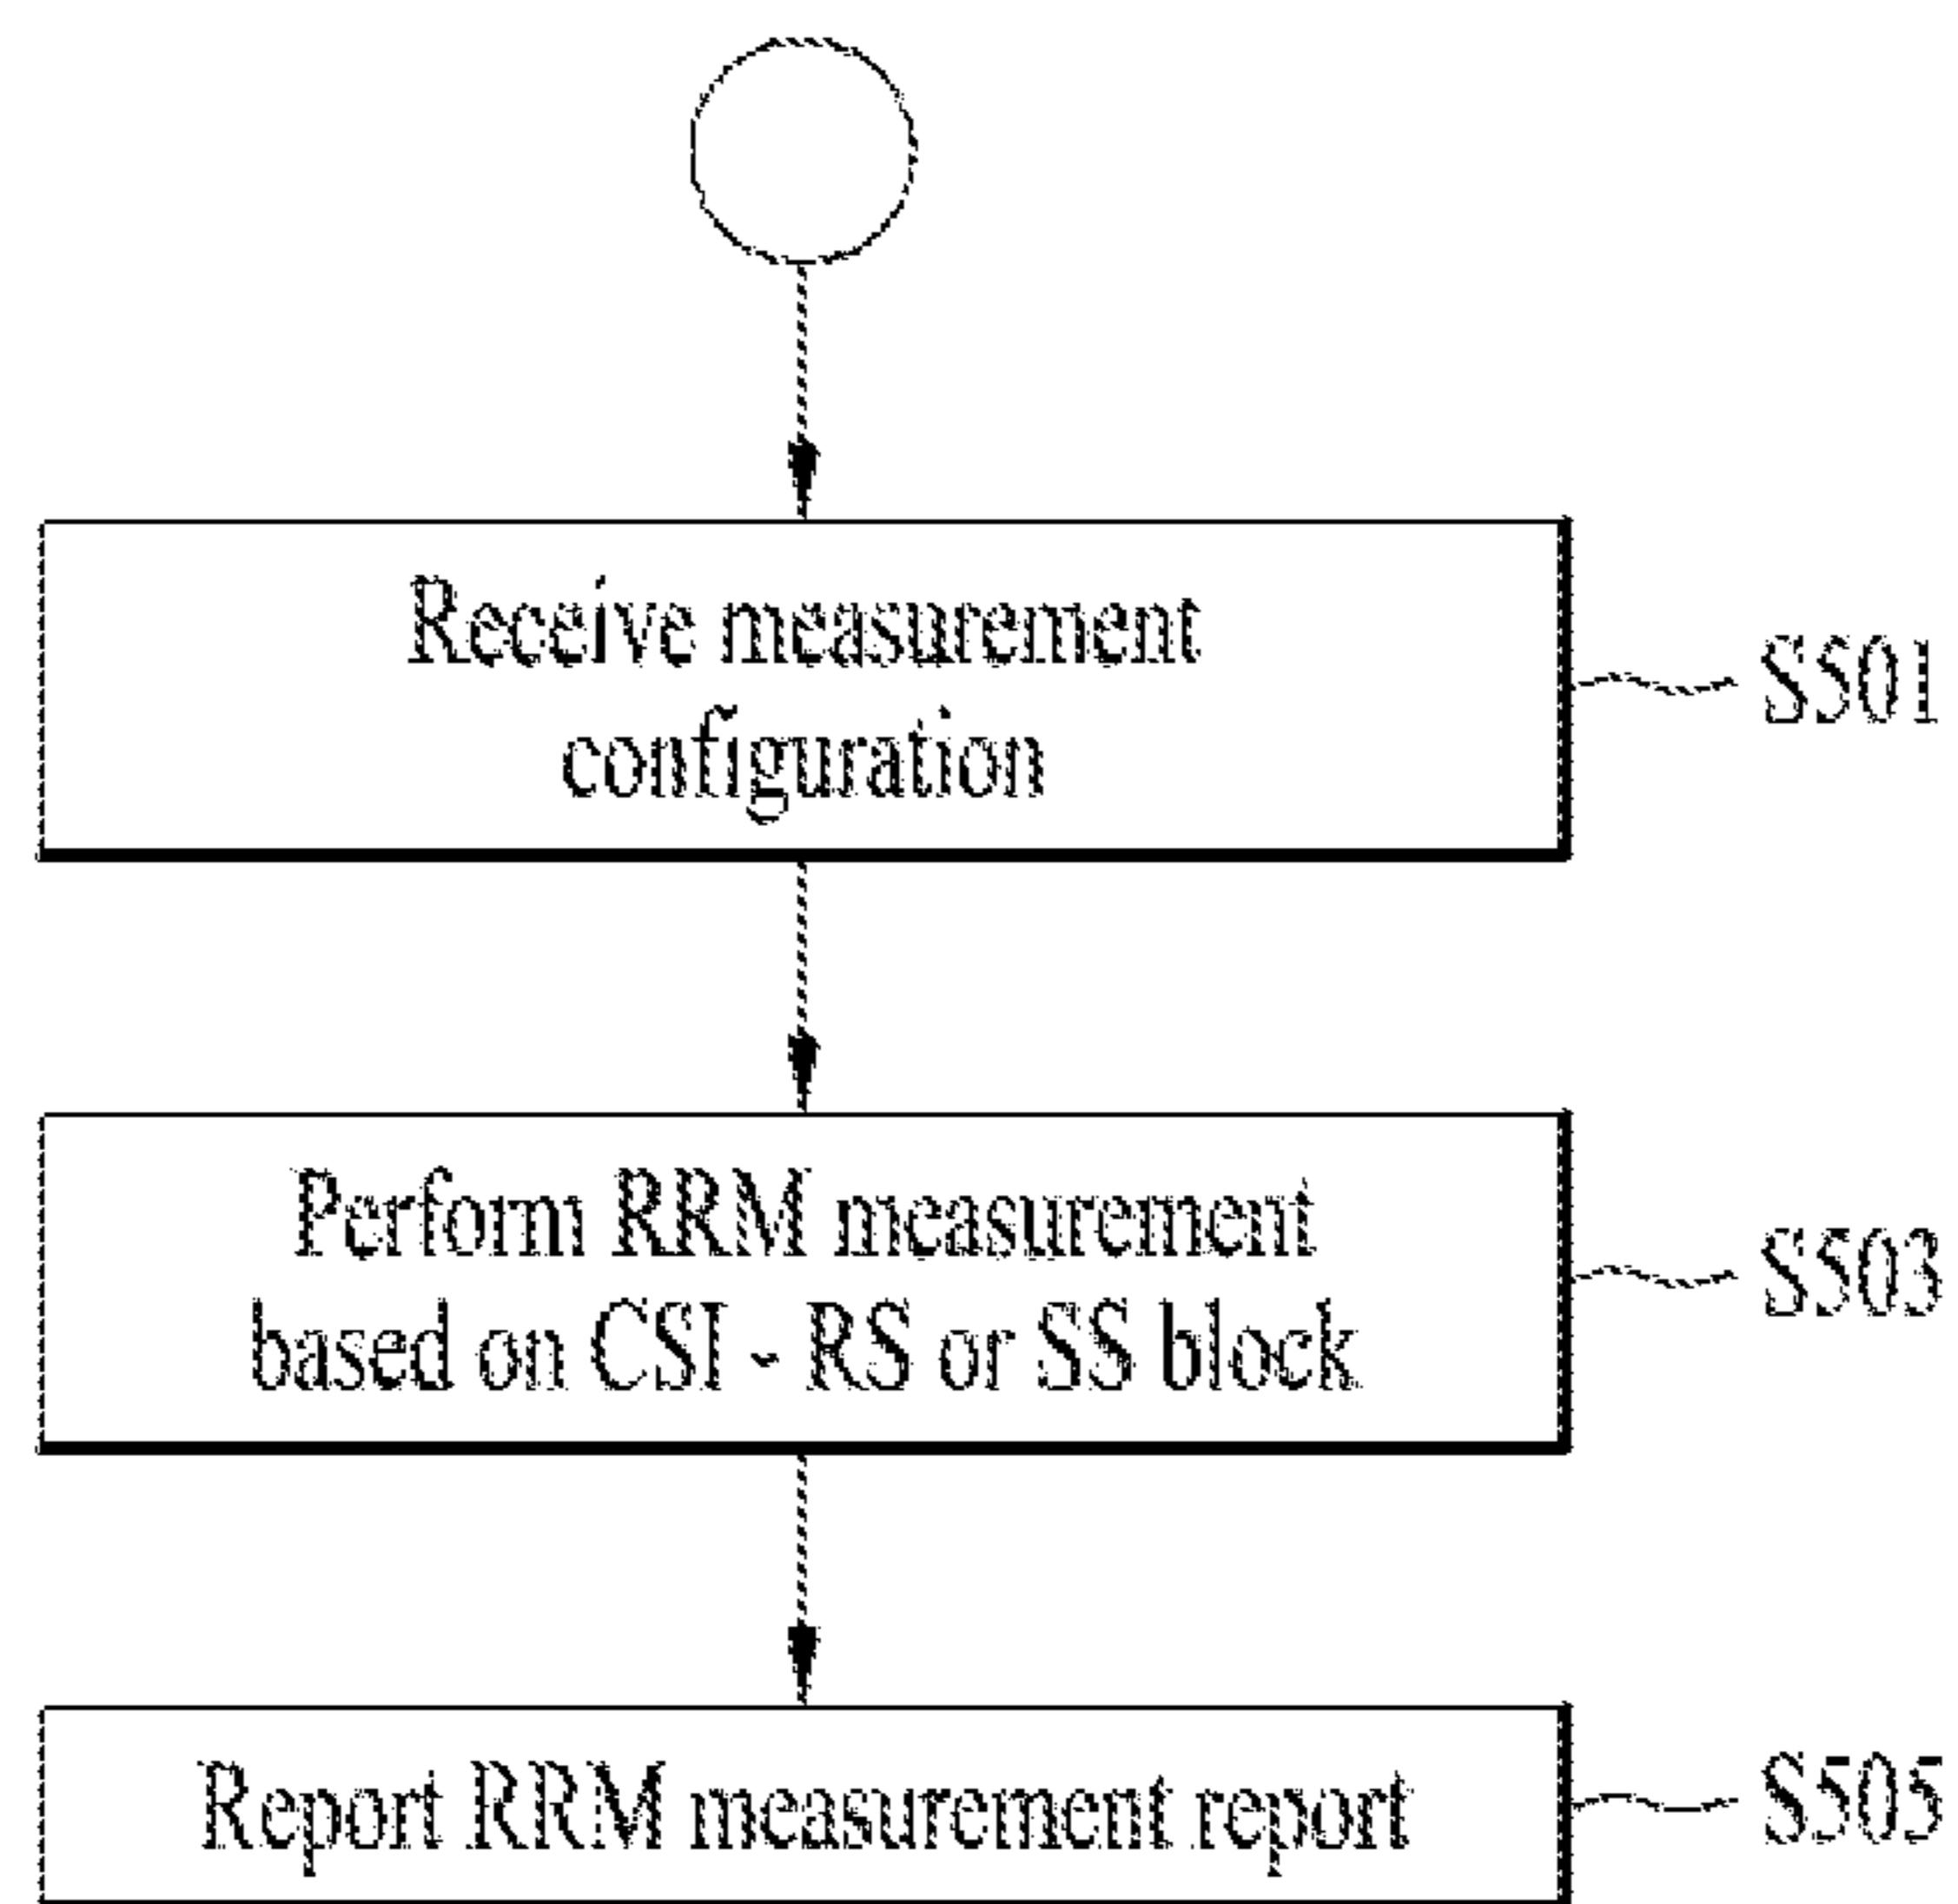 Receive measurement
configuration
S501
Perform RRM measurement
based on CSI - RS or SS block
S503
Report RRM measurement report
S505